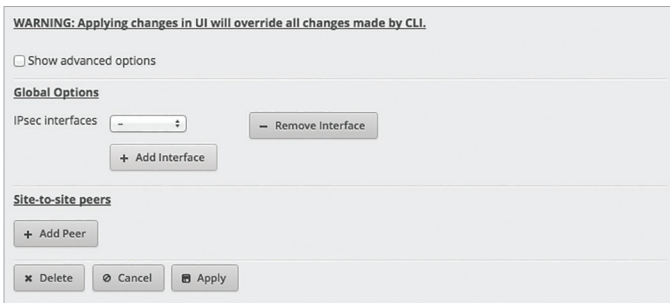 WARNING: Applying changes in UI will override all changes made by CLI.
Show advanced options
Global Options
IPsec interfaces - Remove Interface
Add Interface
Site-to-site peers
Add Peer
Delete Cancel Apply